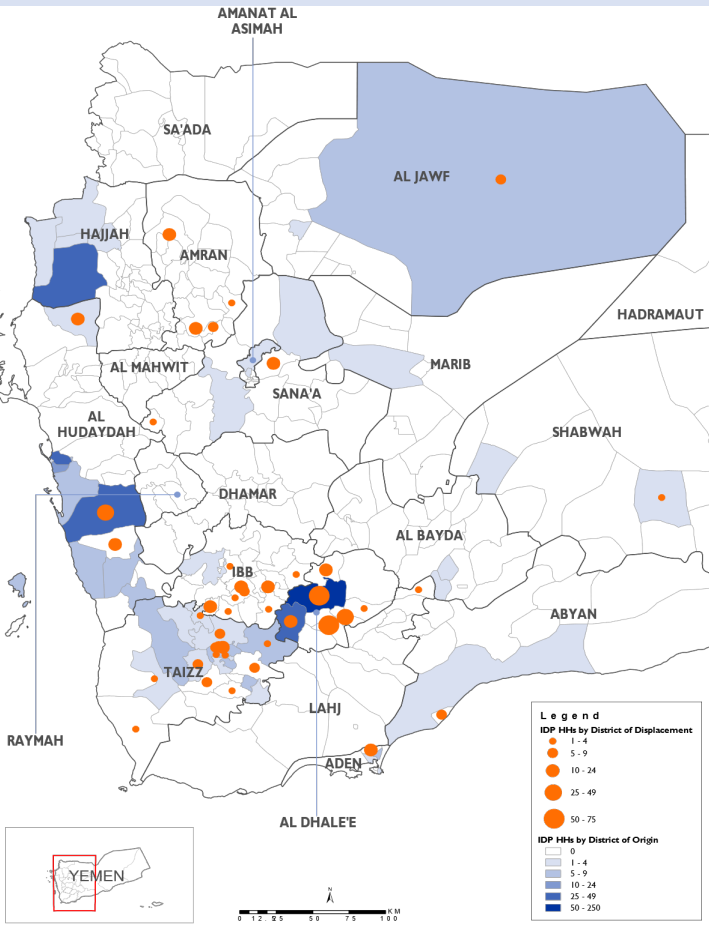 AMANAT AL
ASIMAH
SA'ADA
AL JAWF
HAJJAH
AMRAN
HADRAMAUT
AL MAHWIT
MARIB
SANA'A
AL
HUDAYDAH
SHABWAH
DHAMAR
AL BAYDA
IBB
ABYAN
TAIZZ
LAHJ
RAYMAH
ADEN
AL DHALE'E
Legend
IDP HHs by District of Displacement
1 - 4
5 - 9
10 - 24
25 - 49
50 - 75
IDP HHs by District of Origin
0
1 - 4
5 - 9
10 - 24
25 - 49
50 - 250
YEMEN
N
KM
0 12.525 50 75 100